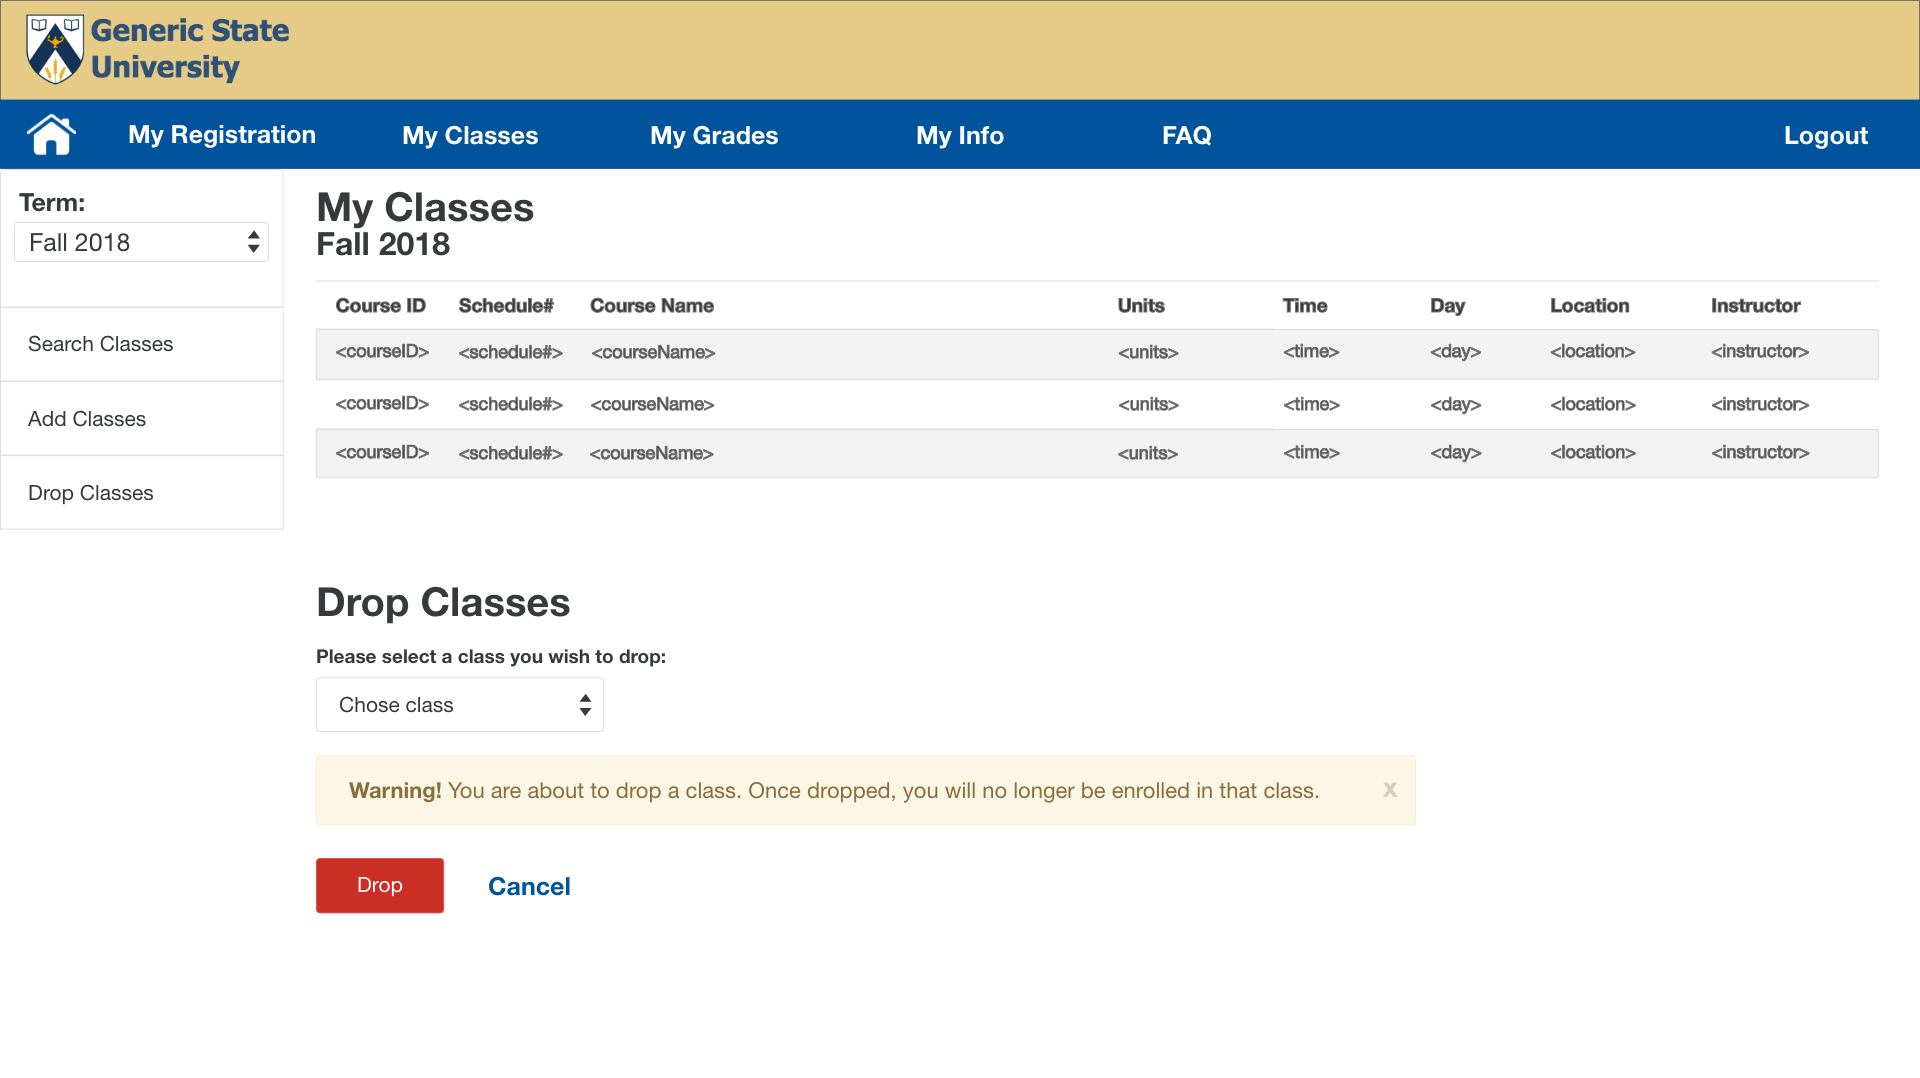 Generic State
University
My Registration My Classes My Grades My Info FAQ Logout
Term:
Fall 2018
Search Classes
Add Classes
Drop Classes
My Classes
Fall 2018
Course ID Schedule# Course Name Units Time Day Location Instructor
<courseID> <schedule#> <courseName> <units> <time> <day> <location> <instructor>
<courseID> <schedule#> <courseName> <units> <time> <day> <location> <instructor>
<courseID> <schedule#> <courseName> <units> <time> <day> <location> <instructor>
Drop Classes
Please select a class you wish to drop:
Chose class
Warning! You are about to drop a class. Once dropped, you will no longer be enrolled in that class. x
Drop Cancel